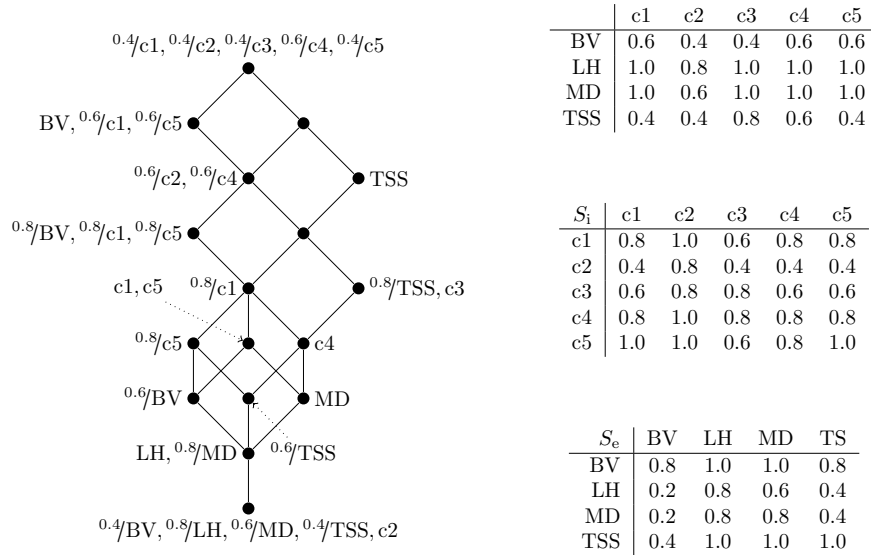 0.4/c1, 0.4/c2, 0.4/c3, 0.6/c4, 0.4/c5
BV, 0.6/c1, 0.6/c5
0.6/c2, 0.6/c4
TSS
0.8/BV, 0.8/c1, 0.8/c5
c1, c5
0.8/c1
0.8/TSS, c3
0.8/c5
c4
0.6/BV
MD
LH, 0.8/MD
0.6/TSS
0.4/BV, 0.8/LH, 0.6/MD, 0.4/TSS, c2
c1 c2 c3 c4 c5
BV 0.6 0.4 0.4 0.6 0.6
LH 1.0 0.8 1.0 1.0 1.0
MD 1.0 0.6 1.0 1.0 1.0
TSS 0.4 0.4 0.8 0.6 0.4
Si c1 c2 c3 c4 c5
c1 0.8 1.0 0.6 0.8 0.8
c2 0.4 0.8 0.4 0.4 0.4
c3 0.6 0.8 0.8 0.6 0.6
c4 0.8 1.0 0.8 0.8 0.8
c5 1.0 1.0 0.6 0.8 1.0
Se BV LH MD TS
BV 0.8 1.0 1.0 0.8
LH 0.2 0.8 0.6 0.4
MD 0.2 0.8 0.8 0.4
TSS 0.4 1.0 1.0 1.0